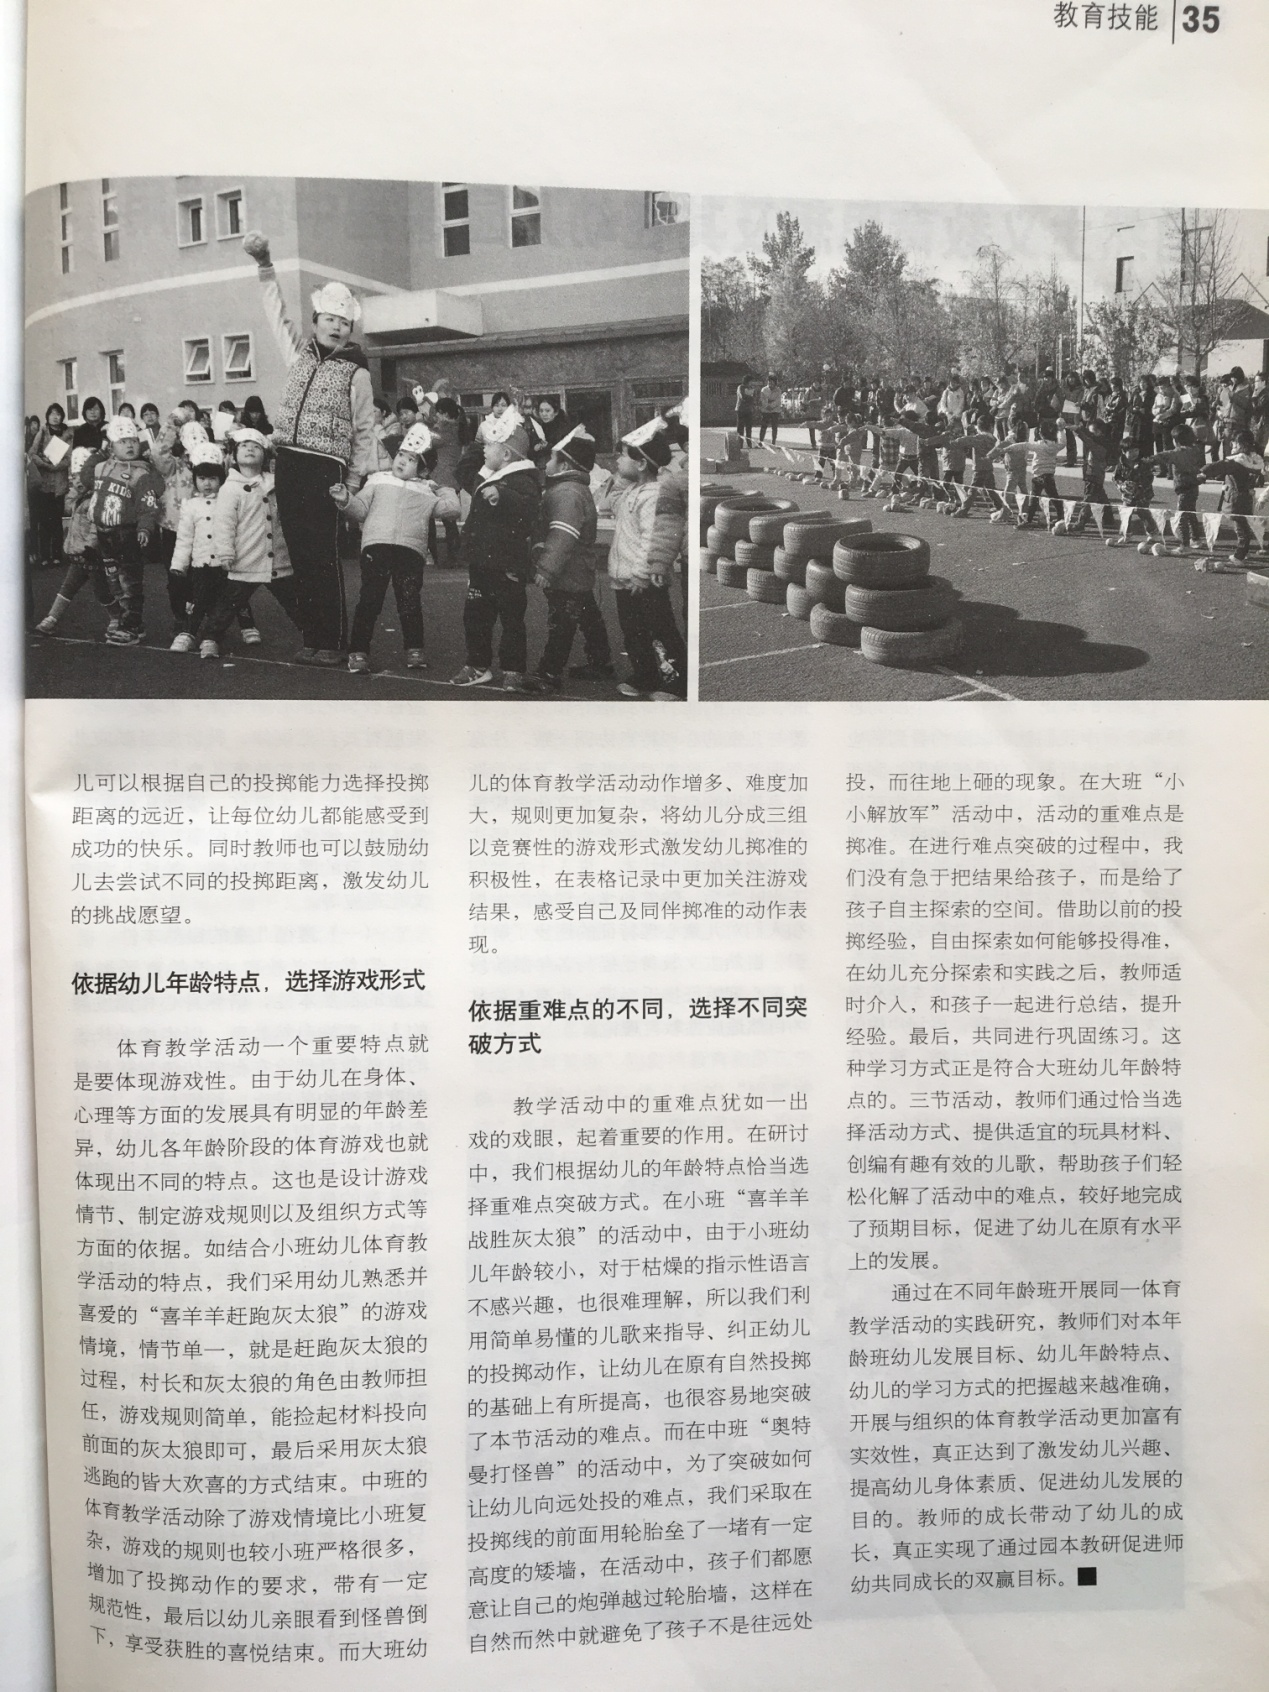 教育技能 35
儿可以根据自己的投掷能力选择投掷
距离的远近，让每位幼儿都能感受到
成功的快乐。同时教师也可以鼓励幼
儿去尝试不同的投掷距离，激发幼儿
的挑战愿望。
依据幼儿年龄特点，选择游戏形式
体育教学活动一个重要特点就
是要体现游戏性。由于幼儿在身体、
心理等方面的发展具有明显的年龄差
异，幼儿各年龄阶段的体育游戏也就
体现出不同的特点。这也是设计游戏
情节、制定游戏规则以及组织方式等
方面的依据。如结合小班幼儿体育教
学活动的特点，我们采用幼儿熟悉并
喜爱的“喜羊羊赶跑灰太狼”的游戏
情境，情节单一，就是赶跑灰太狼的
过程，村长和灰太狼的角色由教师担
任，游戏规则简单，能捡起材料投向
前面的灰太狼即可，最后采用灰太狼
逃跑的皆大欢喜的方式结束。中班的
体育教学活动除了游戏情境比小班复
杂，游戏的规则也较小班严格很多，
增加了投掷动作的要求，带有一定
规范性，最后以幼儿亲眼看到怪兽倒
下，享受获胜的喜悦结束。而大班幼
儿的体育教学活动动作增多、难度加
大，规则更加复杂，将幼儿分成三组
以竞赛性的游戏形式激发幼儿掷准的
积极性，在表格记录中更加关注游戏
结果，感受自己及同伴掷准的动作表
现。
依据重难点的不同，选择不同突
破方式
教学活动中的重难点犹如一出
戏的戏眼，起着重要的作用。在研讨
中，我们根据幼儿的年龄特点恰当选
择重难点突破方式。在小班“喜羊羊
战胜灰太狼”的活动中，由于小班幼
儿年龄较小，对于枯燥的指示性语言
不感兴趣，也很难理解，所以我们利
用简单易懂的儿歌来指导、纠正幼儿
的投掷动作，让幼儿在原有自然投掷
的基础上有所提高，也很容易地突破
了本节活动的难点。而在中班“奥特
曼打怪兽”的活动中，为了突破如何
让幼儿向远处投的难点，我们采取在
投掷线的前面用轮胎垒了一堵有一定
高度的矮墙，在活动中，孩子们都愿
意让自己的炮弹越过轮胎墙，这样在
自然而然中就避免了孩子不是往远处
投，而往地上砸的现象。在大班“小
小解放军”活动中，活动的重难点是
掷准。在进行难点突破的过程中，我
们没有急于把结果给孩子，而是给了
孩子自主探索的空间。借助以前的投
掷经验，自由探索如何能够投得准，
在幼儿充分探索和实践之后，教师适
时介入，和孩子一起进行总结，提升
经验。最后，共同进行巩固练习。这
种学习方式正是符合大班幼儿年龄特
点的。三节活动，教师们通过恰当选
择活动方式、提供适宜的玩具材料、
创编有趣有效的儿歌，帮助孩子们轻
松化解了活动中的难点，较好地完成
了预期目标，促进了幼儿在原有水平
上的发展。
通过在不同年龄班开展同一体育
教学活动的实践研究，教师们对本年
龄班幼儿发展目标、幼儿年龄特点、
幼儿的学习方式的把握越来越准确，
开展与组织的体育教学活动更加富有
实效性，真正达到了激发幼儿兴趣、
提高幼儿身体素质、促进幼儿发展的
目的。教师的成长带动了幼儿的成
长，真正实现了通过园本教研促进师
幼共同成长的双赢目标。■